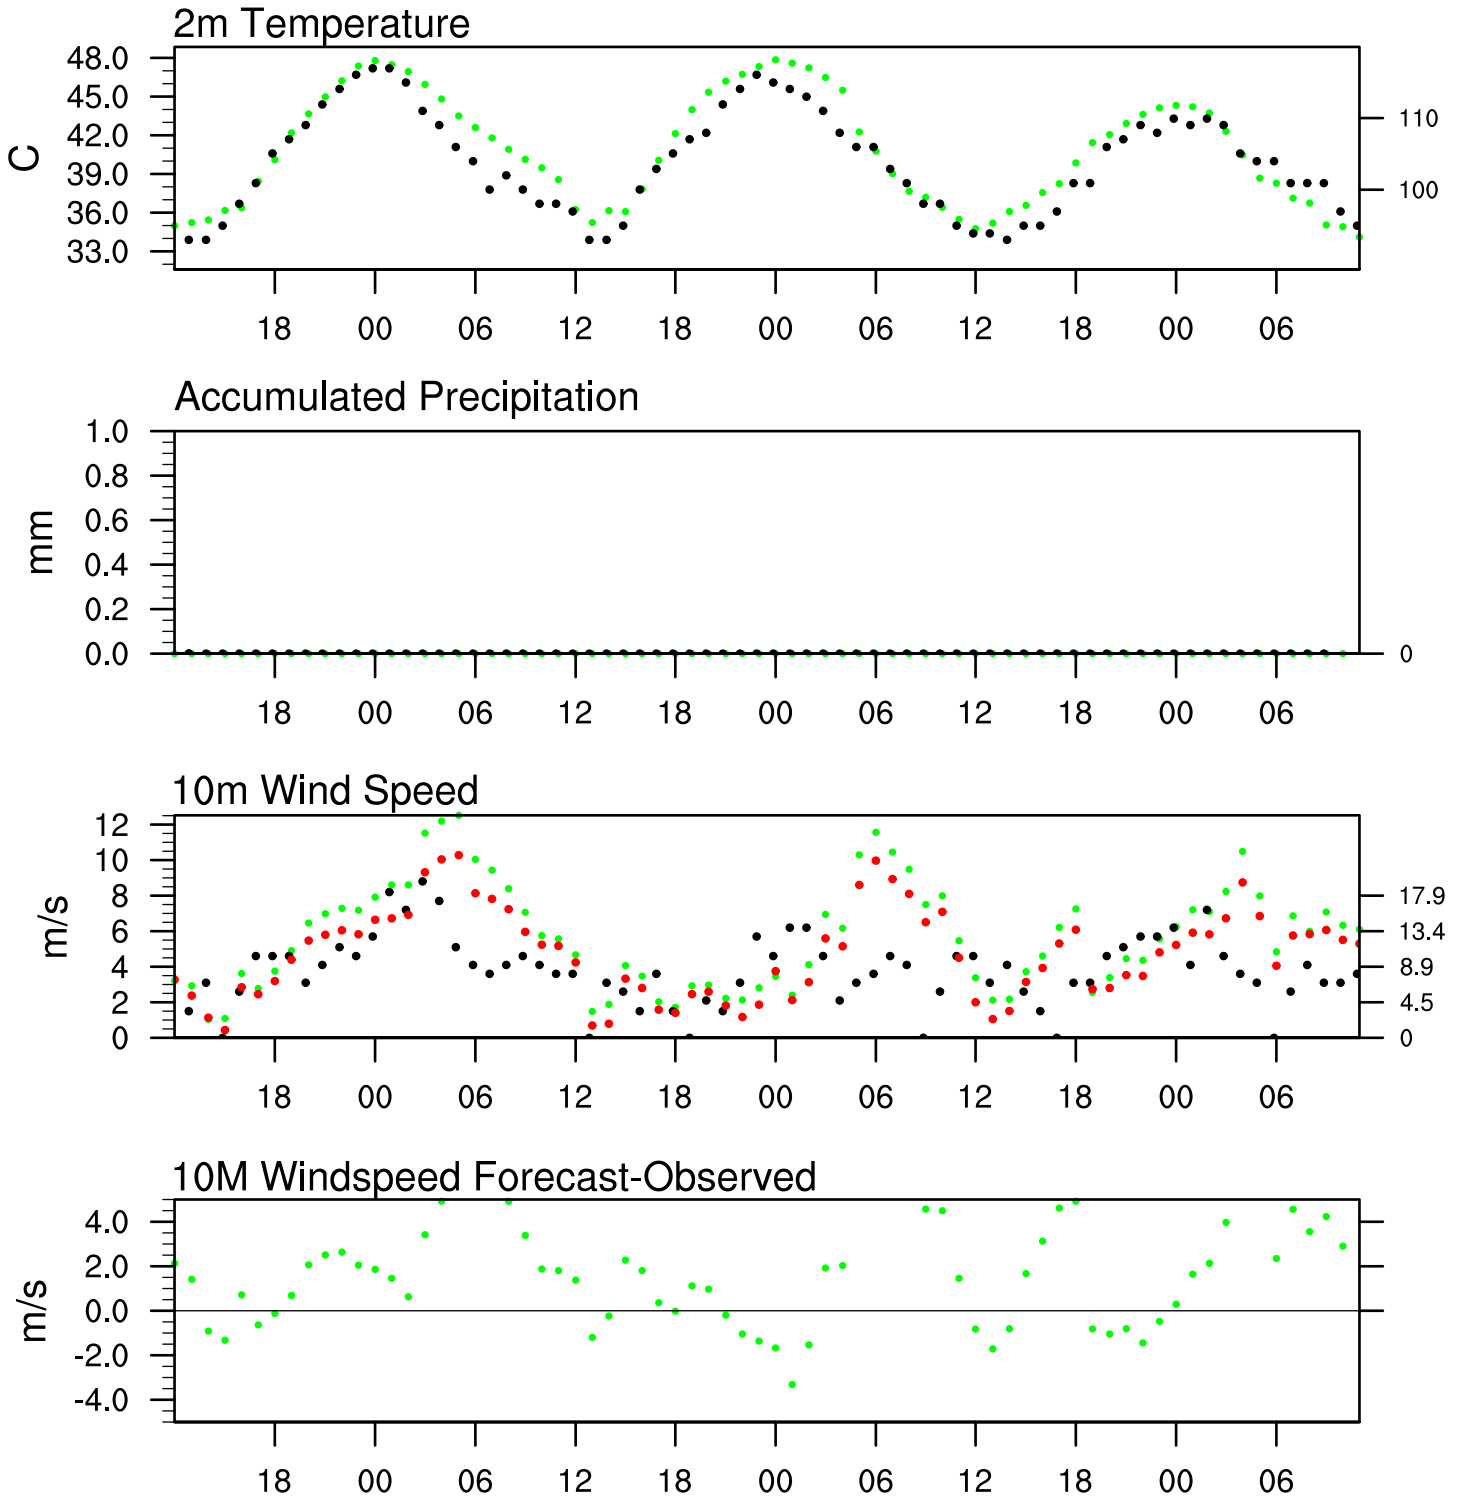 2m Temperature
48.0
45.0
42.0
39.0
36.0
33.0
C
110
100
18 00 06 12 18 00 06 12 18 00 06
Accumulated Precipitation
1.0
0.8
0.6
0.4
0.2
0.0
mm
0
18 00 06 12 18 00 06 12 18 00 06
10m Wind Speed
12
10
8
6
4
2
0
m/s
17.9
13.4
8.9
4.5
0
18 00 06 12 18 00 06 12 18 00 06
10M Windspeed Forecast-Observed
4.0
2.0
0.0
-2.0
-4.0
m/s
18 00 06 12 18 00 06 12 18 00 06